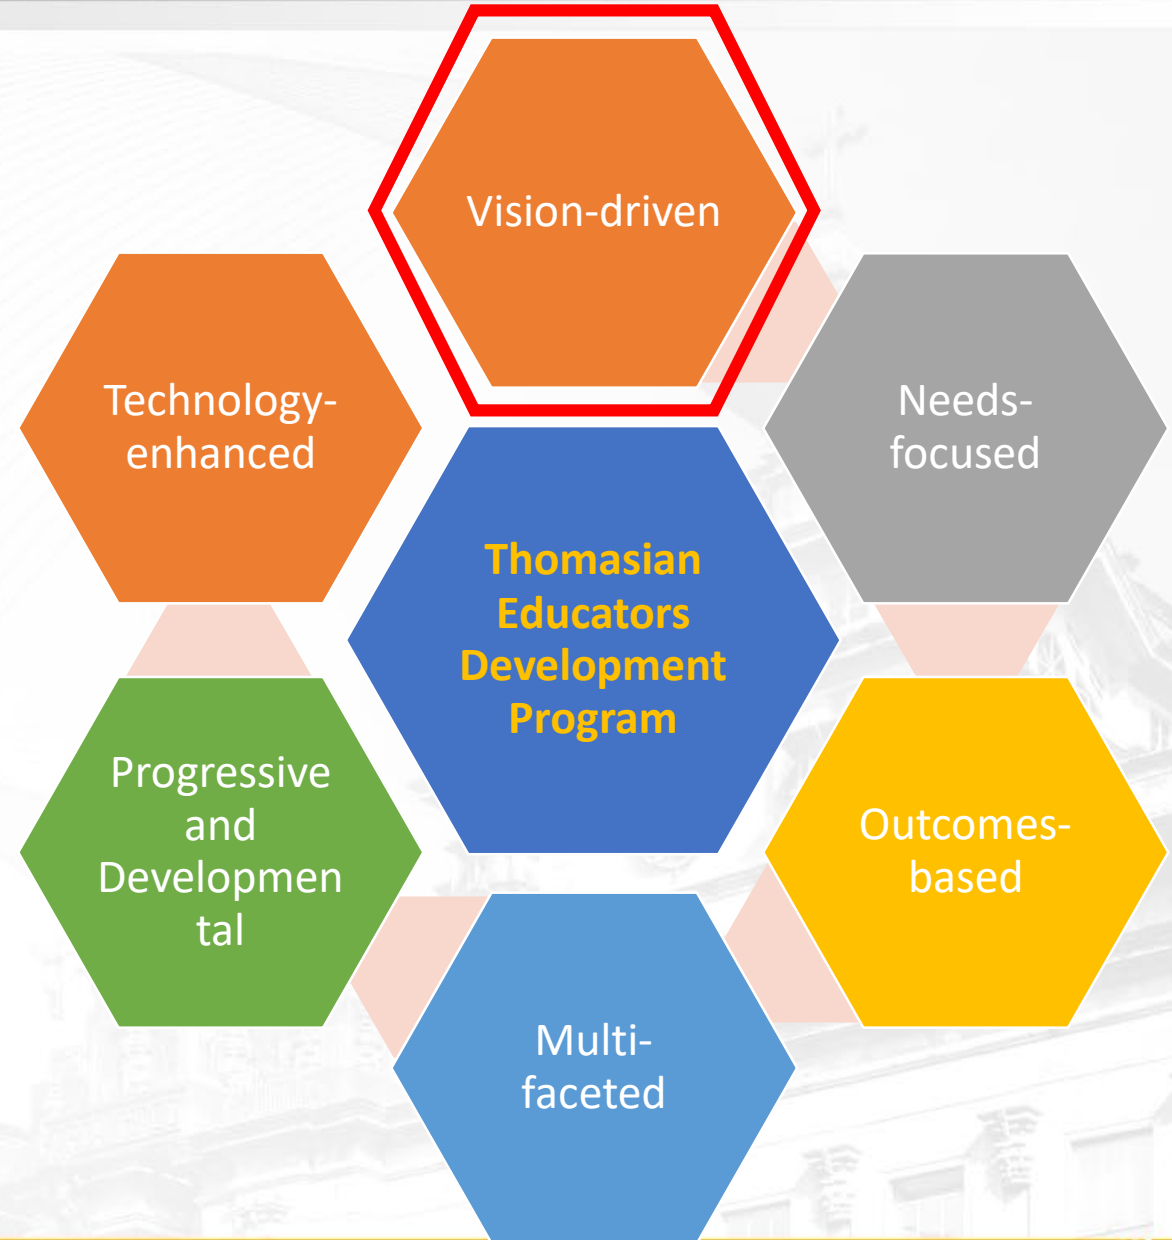 Vision-driven
Needs-
focused
Outcomes-
based
Multi-
faceted
Progressive
and
Developmen
tal
Technology-
enhanced
Thomasian
Educators
Development
Program